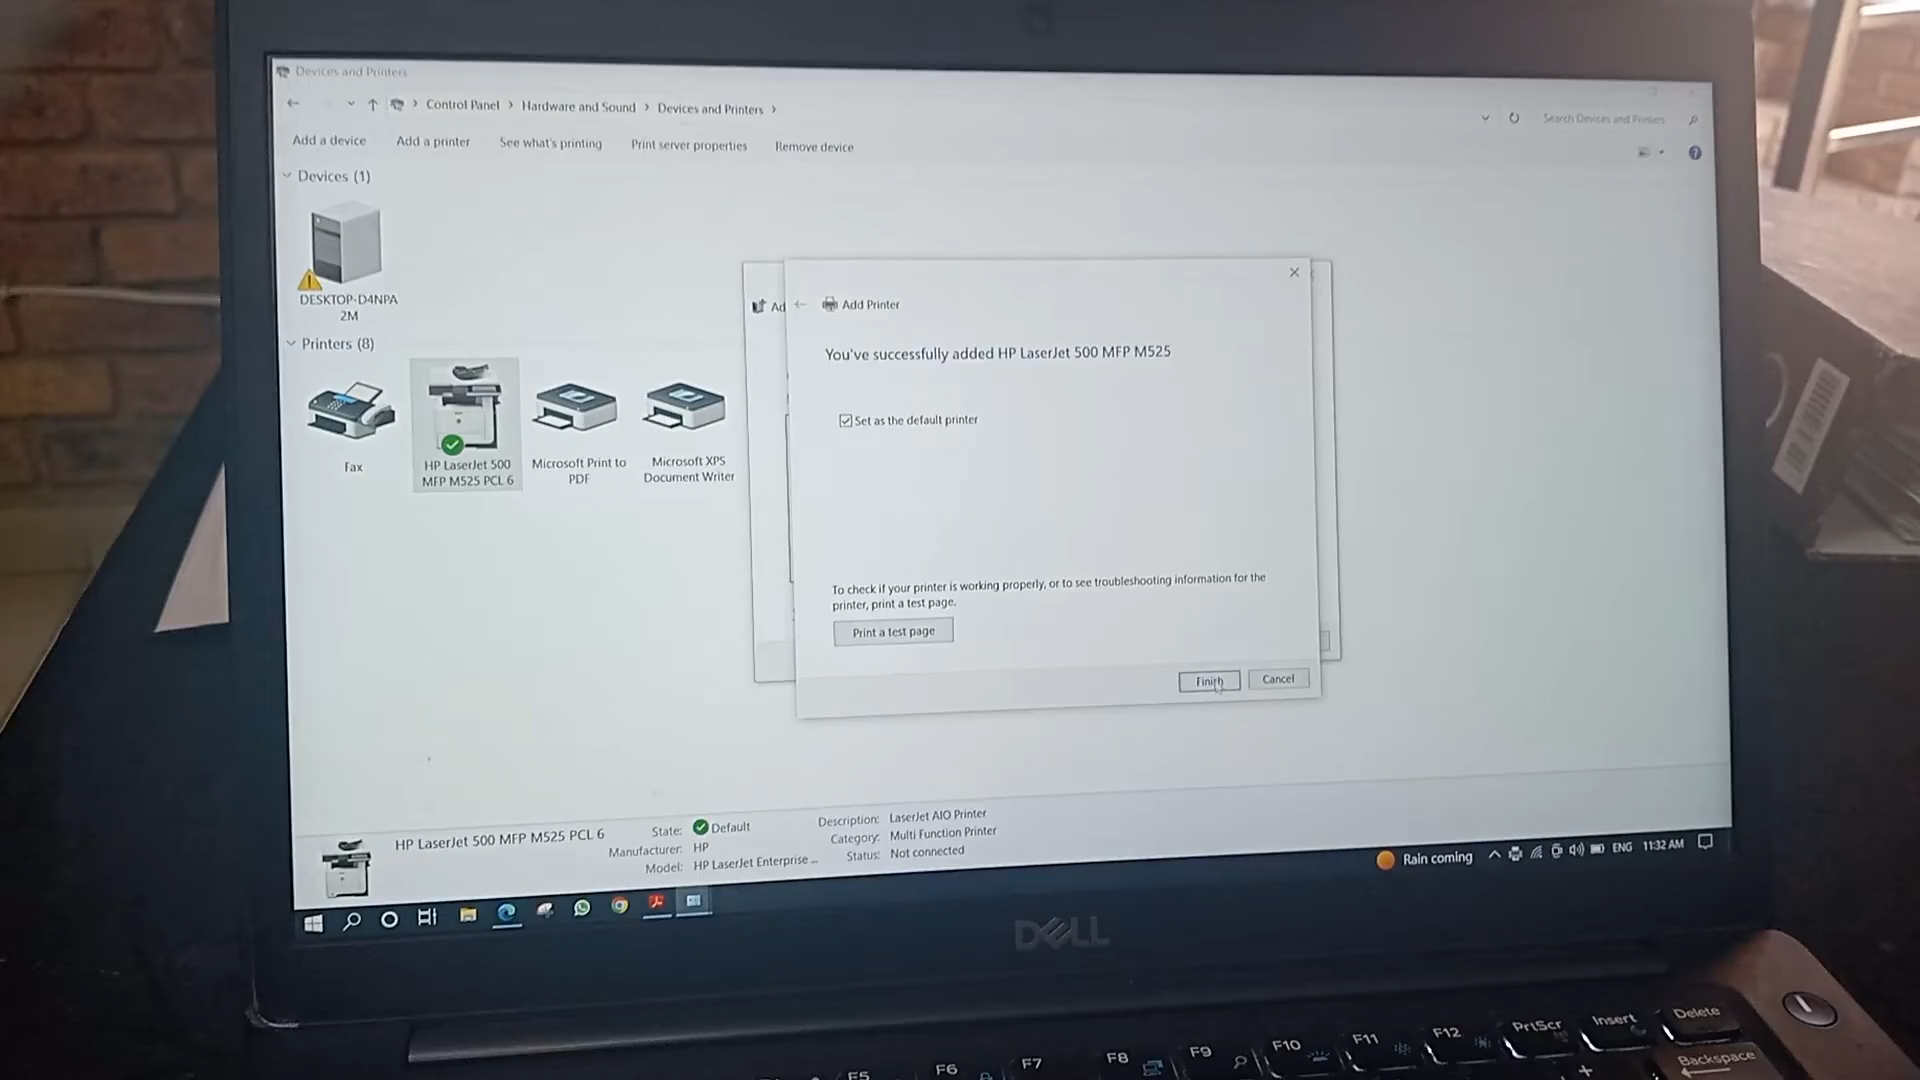 Devices and Printers
Control Panel > Hardware and Sound > Devices and Printers >
Search Devices and Printers
Add a device
Add a printer
See what's printing
Print server properties
Remove device
Devices (1)
DESKTOP-D4NPA
2M
Printers (8)
Fax
HP LaserJet 500
MFP M525 PCL 6
Microsoft Print to
PDF
Microsoft XPS
Document Writer
Ad
Add Printer
You've successfully added HP LaserJet 500 MFP M525
Set as the default printer
To check if your printer is working properly, or to see troubleshooting information for the
printer, print a test page.
Print a test page
Finish
Cancel
HP LaserJet 500 MFP M525 PCL 6
State: Default
Manufacturer: HP
Model: HP LaserJet Enterprise ...
Description: LaserJet AIO Printer
Category: Multi Function Printer
Status: Not connected
Rain coming
ENG
11:32 AM
DELL
F5
F6
F7
F8
F9
F10
F11
F12
PrtScr
Insert
Delete
Backspace
+